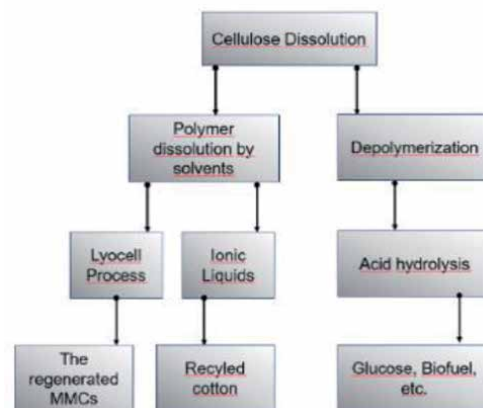 Cellulose Dissolution
Polymer
dissolution by
solvents
Depolymerization
Lyocell
Process
Ionic
Liquids
Acid hydrolysis
The
regenerated
MMCs
Recyled
cotton
Glucose, Biofuel,
etc.